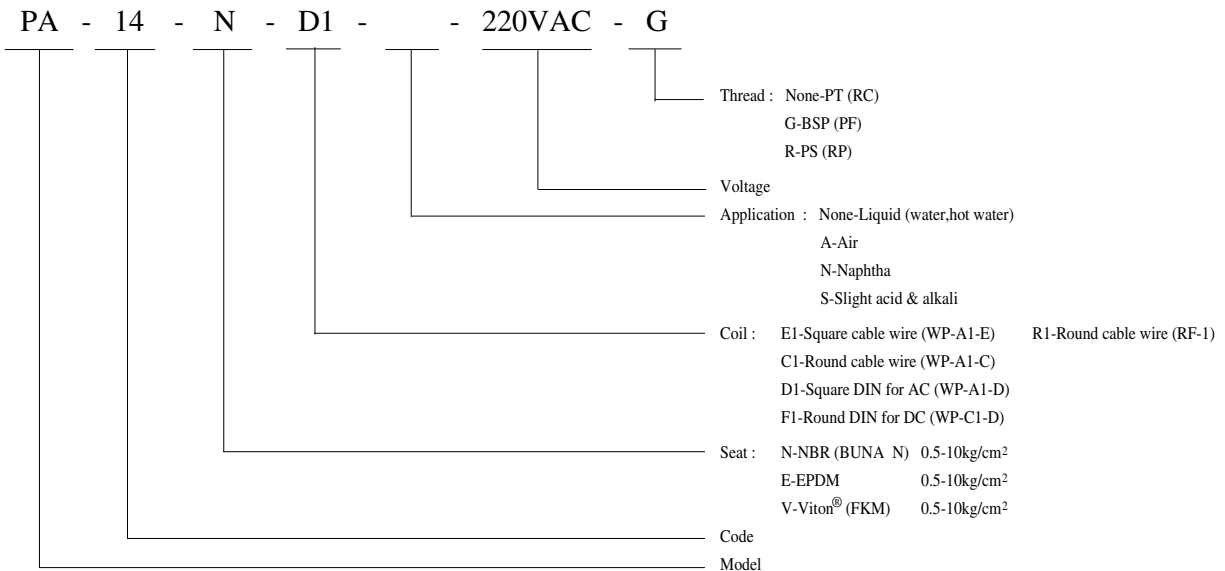 PA - 14 - N - D1 - - 220VAC - G
Thread : None-PT (RC)
G-BSP (PF)
R-PS (RP)
Voltage
Application : None-Liquid (water,hot water)
A-Air
N-Naphtha
S-Slight acid & alkali
Coil : E1-Square cable wire (WP-A1-E) R1-Round cable wire (RF-1)
C1-Round cable wire (WP-A1-C)
D1-Square DIN for AC (WP-A1-D)
F1-Round DIN for DC (WP-C1-D)
Seat : N-NBR (BUNA N) 0.5-10kg/cm²
E-EPDM 0.5-10kg/cm²
V-Viton® (FKM) 0.5-10kg/cm²
Code
Model